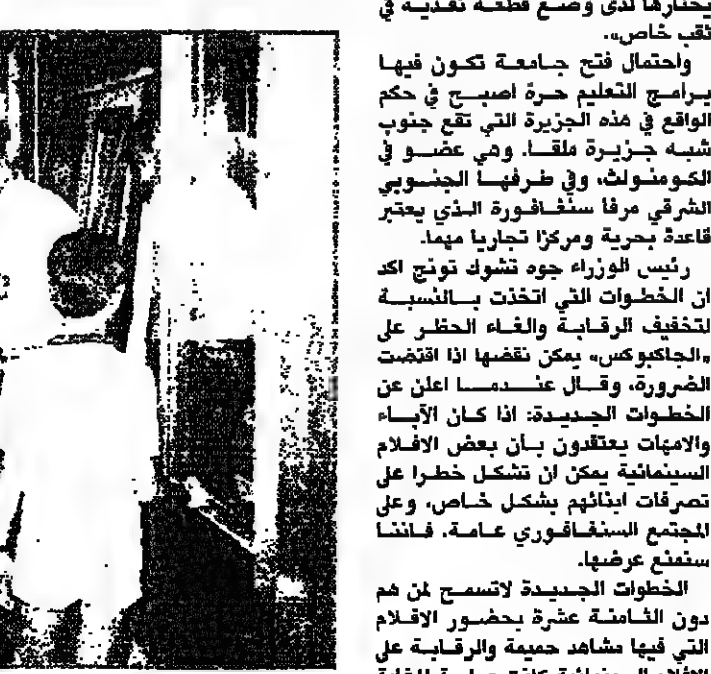 يختارها لدى وضع قطعة نقدية في
ثقب خاص».
واحتمال فتح جامعة تكون فيها
برامج التعليم حرة اصبح في حكم
الواقع في هذه الجزيرة التي تقع جنوب
شبه جزيرة ملقا. وهي عضو في
الكومنولث، وفي طرفها الجنوبي
الشرقي مرفا سنغافورة الذي يعتبر
قاعدة بحرية ومركزا تجاريا مهما.
رئيس الوزراء جوه تشوك تونج اكد
ان الخطوات التي اتخذت بالنسبة
لتخفيف الرقابة والغاء الحظر على
«الجاكبوكس» يمكن نقضها اذا اقتضت
الضرورة، وقال عندما اعلن عن
الخطوات الجديدة: اذا كان الآباء
والامهات يعتقدون بأن بعض الافلام
السينمائية يمكن ان تشكل خطرا على
تصرفات ابنائهم بشكل خاص، وعلى
المجتمع السنغافوري عامة، فاننا
سنمنع عرضها.
الخطوات الجديدة لاتسمح لمن هم
دون الثامنة عشرة بحضور الافلام
التي فيها مشاهد حميمة والرقابة على